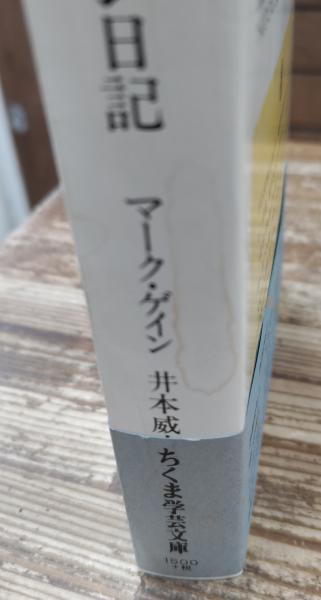 日記
マーク・ゲイン
井本威
ちくま学芸文庫
1500
+税